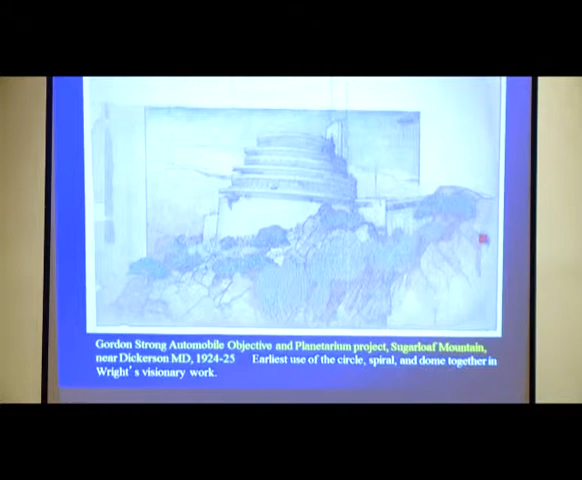 Gordon Strong Automobile Objective and Planetarium project, Sugarloaf Mountain,
near Dickerson MD, 1924-25 Earliest use of the circle, spiral, and dome together in
Wright's visionary work.